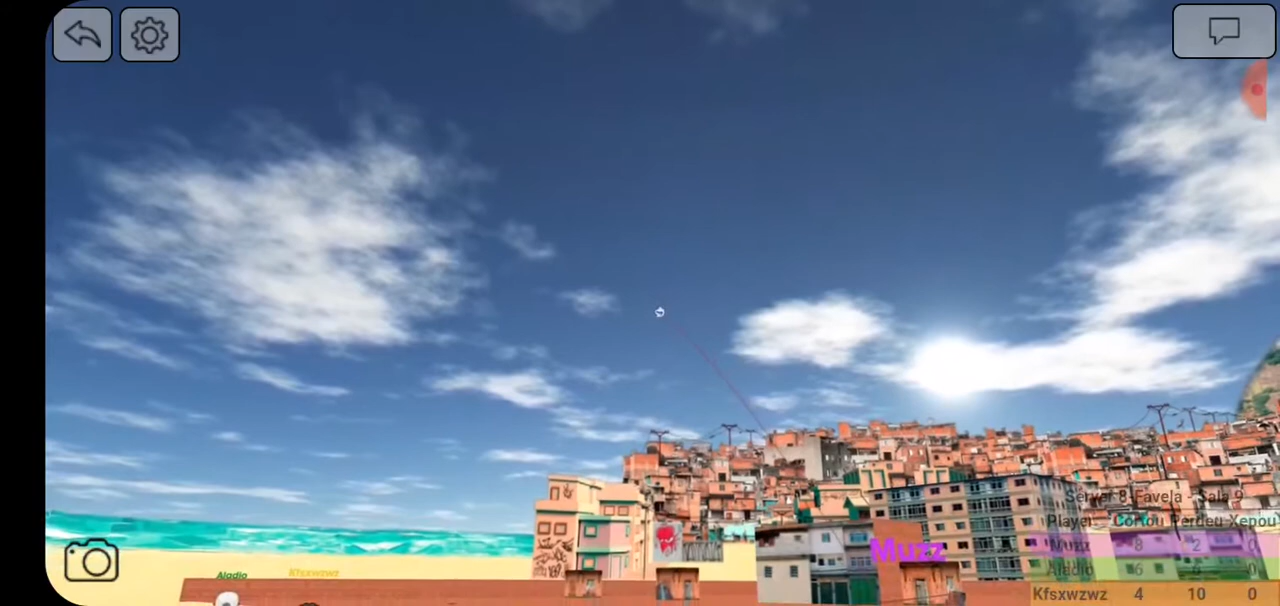 Aladio
Kfsxwzwz
Muzz
Server 8-Favela - Sala 9
Player Cortou Perdeu Xepou
Muzz 8 2 0
Aladio 6 6 0
Kfsxwzwz 4 10 0